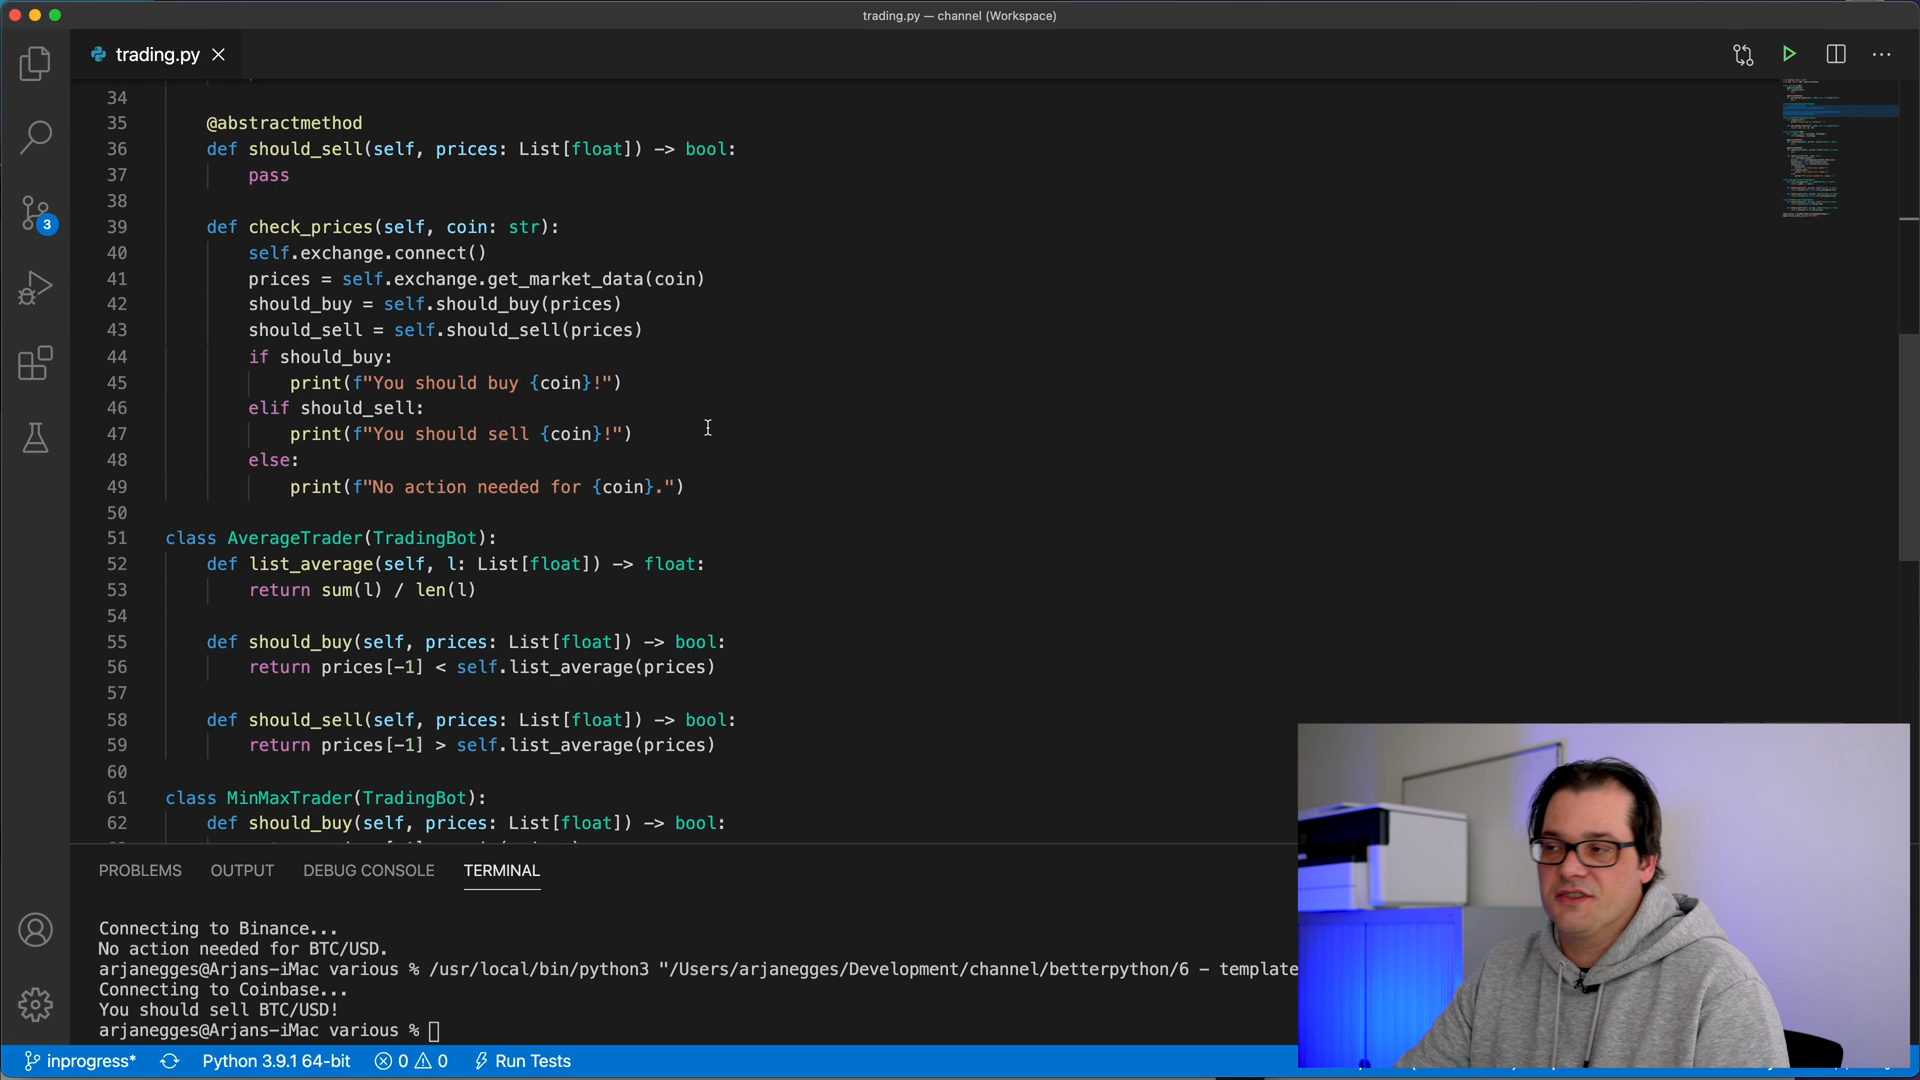 trading.py — channel (Workspace)
trading.py
34
35 @abstractmethod
36 def should_sell(self, prices: List[float]) -> bool:
37 pass
38
39 def check_prices(self, coin: str):
40 self.exchange.connect()
41 prices = self.exchange.get_market_data(coin)
42 should_buy = self.should_buy(prices)
43 should_sell = self.should_sell(prices)
44 if should_buy:
45 print(f"You should buy {coin}!")
46 elif should_sell:
47 print(f"You should sell {coin}!")
48 else:
49 print(f"No action needed for {coin}.")
50
51 class AverageTrader(TradingBot):
52 def list_average(self, l: List[float]) -> float:
53 return sum(l) / len(l)
54
55 def should_buy(self, prices: List[float]) -> bool:
56 return prices[-1] < self.list_average(prices)
57
58 def should_sell(self, prices: List[float]) -> bool:
59 return prices[-1] > self.list_average(prices)
60
61 class MinMaxTrader(TradingBot):
62 def should_buy(self, prices: List[float]) -> bool:
3
PROBLEMS OUTPUT DEBUG CONSOLE TERMINAL
Connecting to Binance...
No action needed for BTC/USD.
arjanegges@Arjans-iMac various % /usr/local/bin/python3 "/Users/arjanegges/Development/channel/betterpython/6 - template
Connecting to Coinbase...
You should sell BTC/USD!
arjanegges@Arjans-iMac various %
inprogress* Python 3.9.1 64-bit 0 0 Run Tests